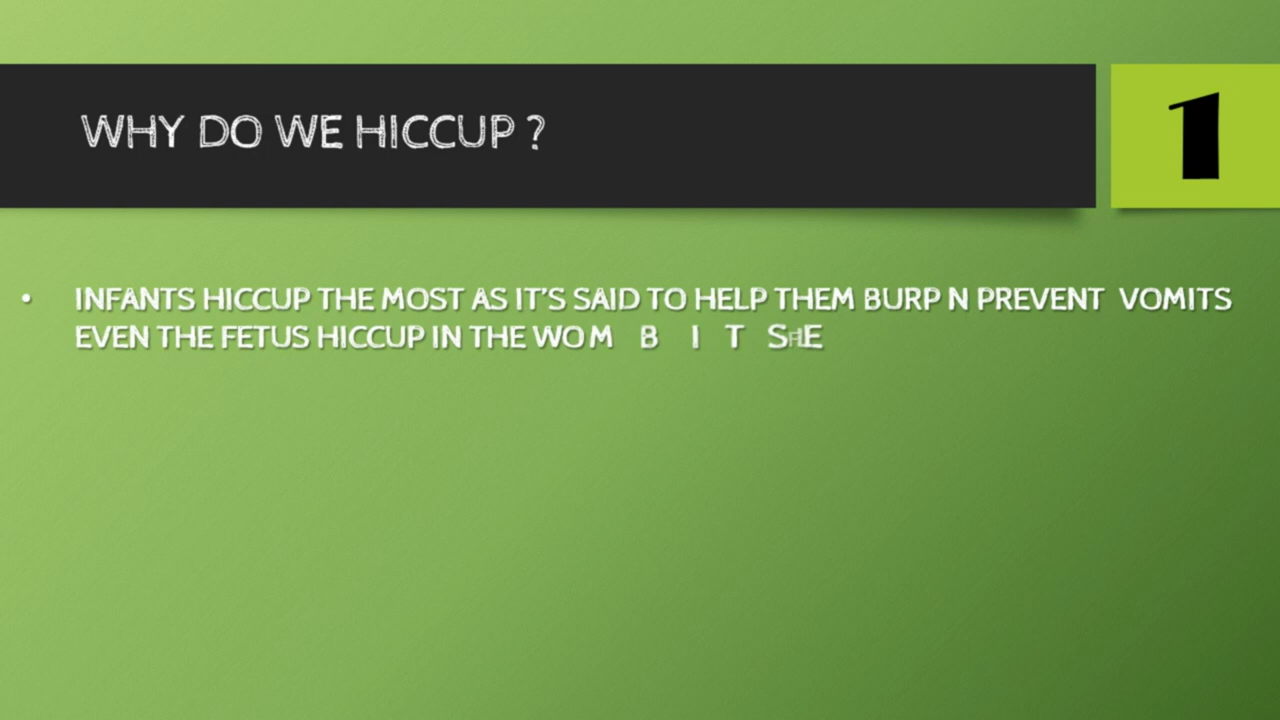 WHY DO WE HICCUP ?
1
• INFANTS HICCUP THE MOST AS IT'S SAID TO HELP THEM BURP N PREVENT VOMITS
EVEN THE FETUS HICCUP IN THE WOM B I T